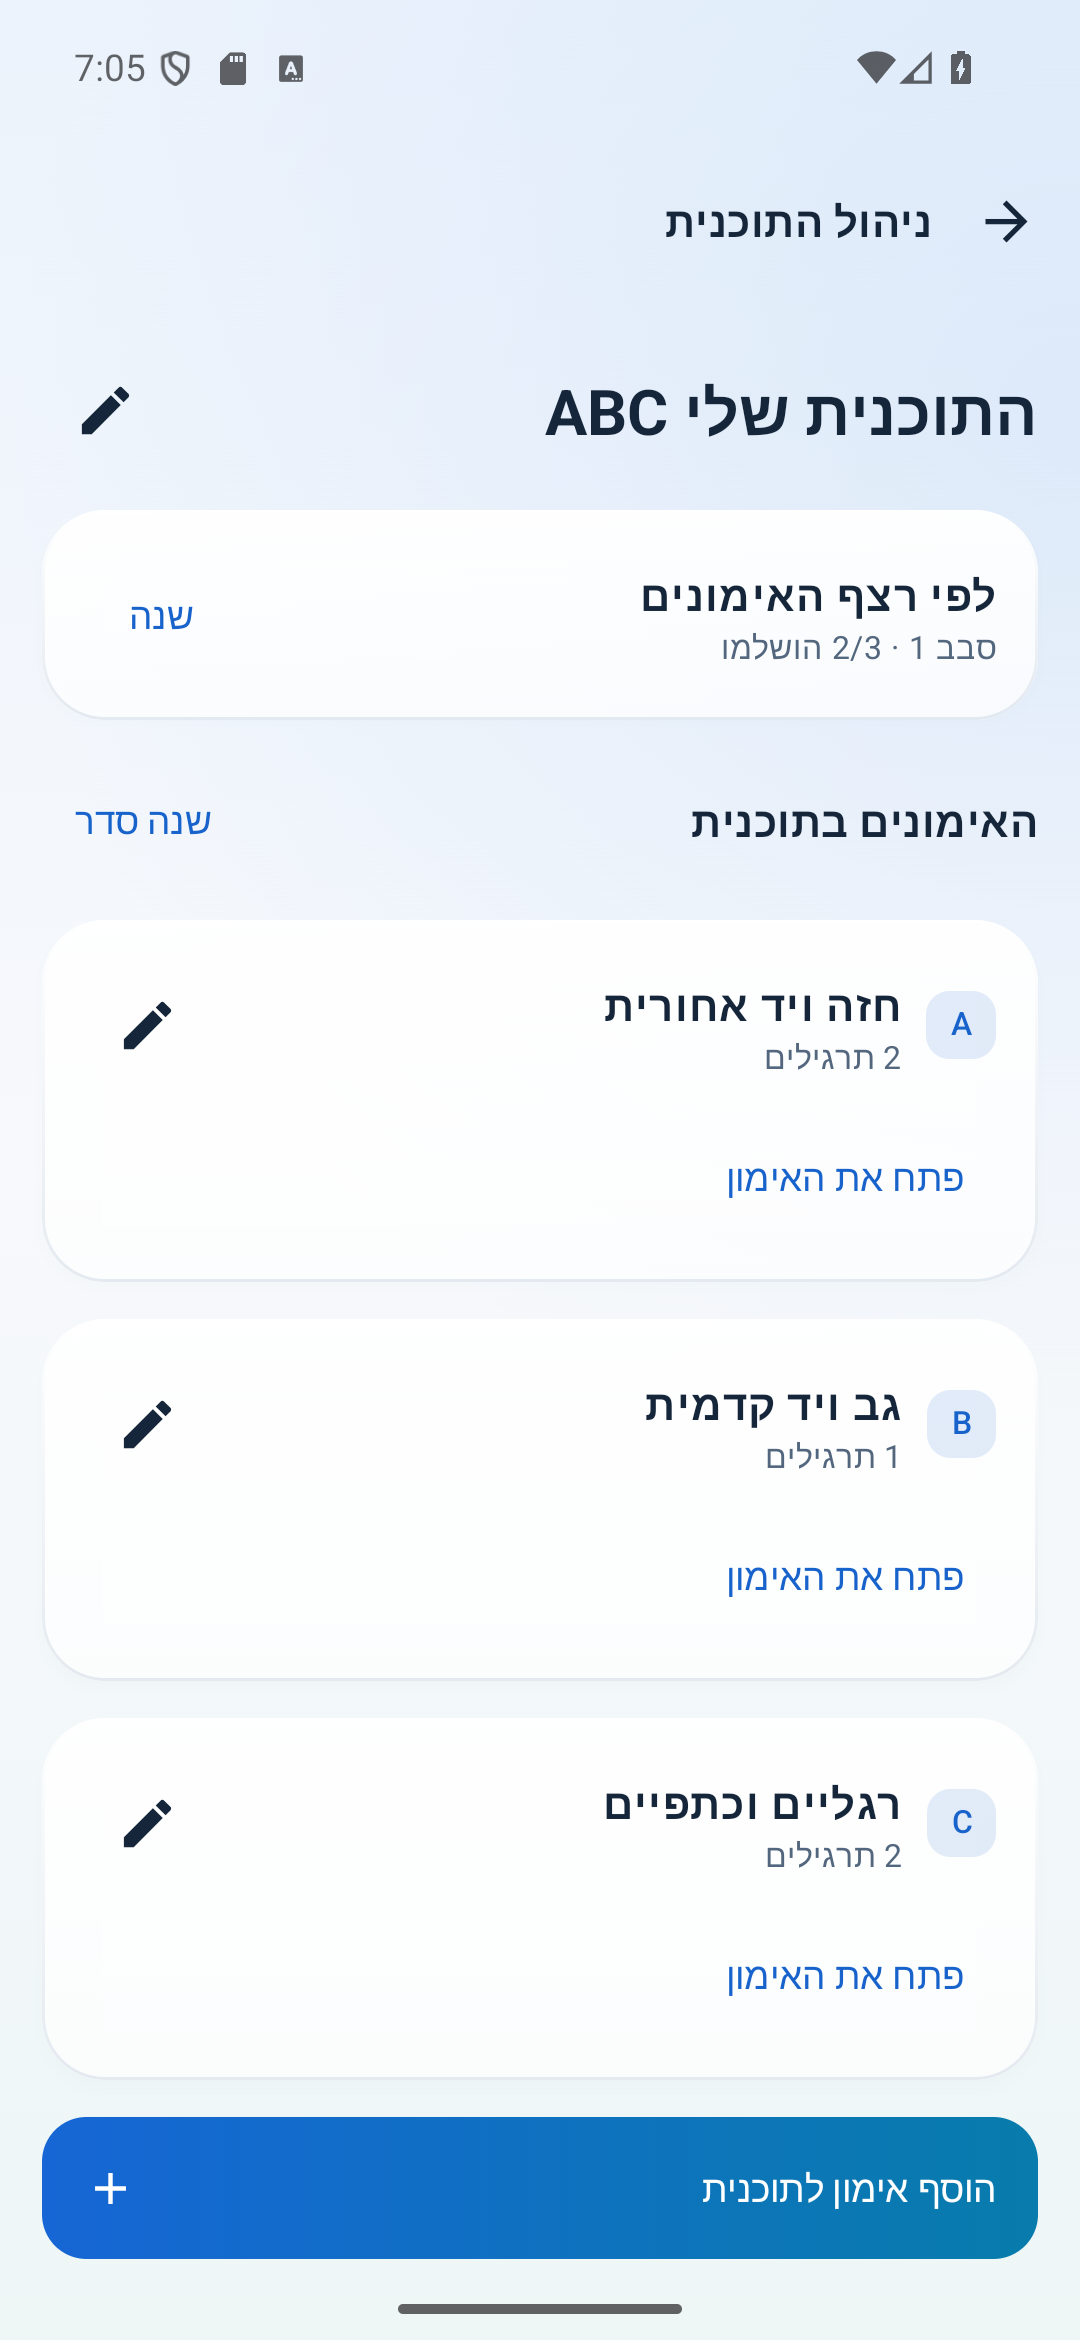 7:05
ניהול התוכנית
התוכנית שלי ABC
לפי רצף האימונים
סבב 1 · 2/3 הושלמו
שנה
האימונים בתוכנית
שנה סדר
A
חזה ויד אחורית
2 תרגילים
פתח את האימון
B
גב ויד קדמית
1 תרגילים
פתח את האימון
C
רגליים וכתפיים
2 תרגילים
פתח את האימון
הוסף אימון לתוכנית